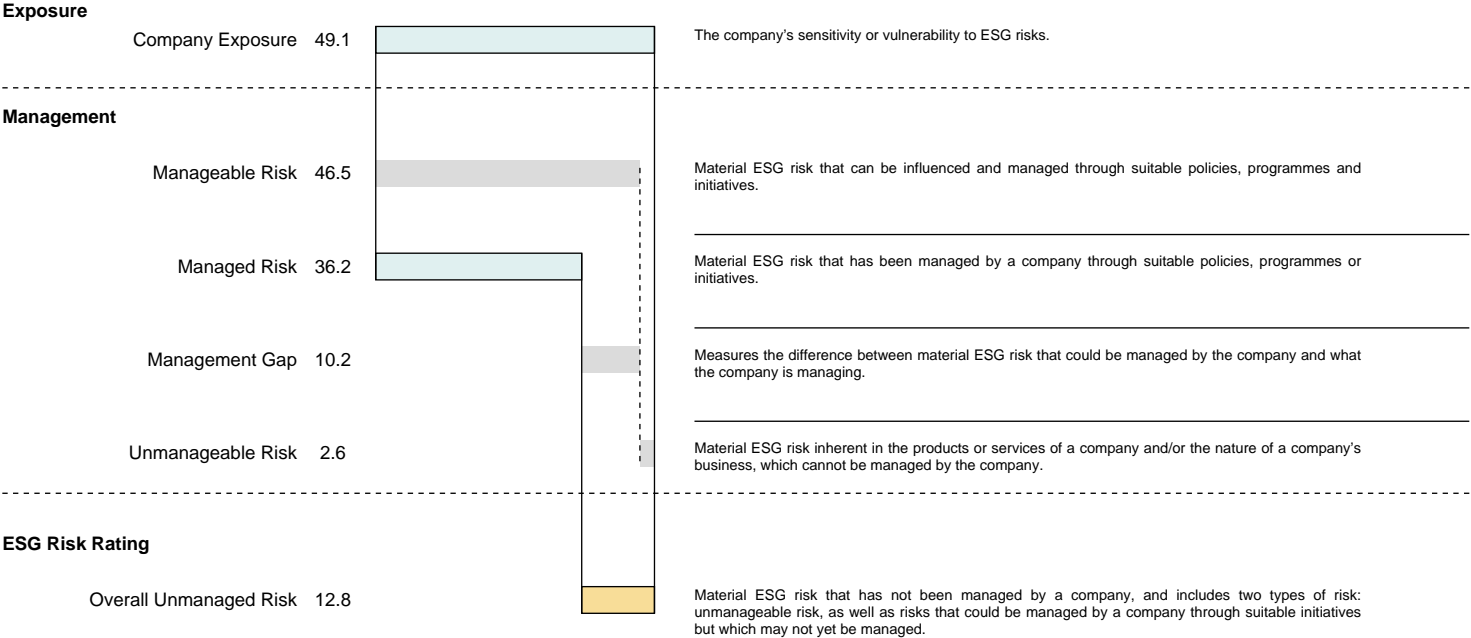 Exposure
Company Exposure 49.1
The company’s sensitivity or vulnerability to ESG risks.
Management
Manageable Risk 46.5
Material ESG risk that can be influenced and managed through suitable policies, programmes and
initiatives.
Managed Risk 36.2
Material ESG risk that has been managed by a company through suitable policies, programmes or
initiatives.
Management Gap 10.2
Measures the difference between material ESG risk that could be managed by the company and what
the company is managing.
Unmanageable Risk 2.6
Material ESG risk inherent in the products or services of a company and/or the nature of a company’s
business, which cannot be managed by the company.
ESG Risk Rating
Overall Unmanaged Risk 12.8
Material ESG risk that has not been managed by a company, and includes two types of risk:
unmanageable risk, as well as risks that could be managed by a company through suitable initiatives
but which may not yet be managed.